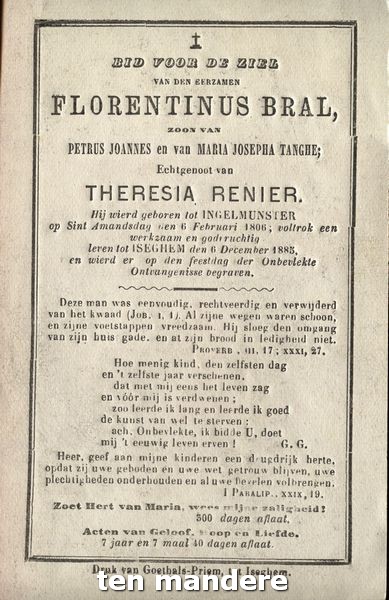 BID VOOR DE ZIEL
VAN DEN EERZAMEN
FLORENTINUS BRAL,
ZOON VAN
PETRUS JOANNES en van MARIA JOSEPHA TANGHE;
Echtgenoot van
THERESIA RENIER.
Hij wierd geboren tot INGELMUNSTER
op Sint Amandsdag den 6 Februari 1806; voltrok een
werkzaam en godvruchtig
leven tot ISEGHEM den 6 December 1885,
en wierd er op den feestdag der Onbevlekte
Ontvangenisse begraven.
Deze man was eenvoudig, rechtveerdig en verwijderd
van het kwaad (JOB. I, 1). Al zijne wegen waren schoon,
en zijne voetstappen vreedzaam. Hij sloeg den omgang
van zijn huis gade, en at zijn brood in ledigheid niet.
PROVERB, III, 17; XXXI, 27.
Hoe menig kind, den zelfsten dag
en 't zelfste jaar verschenen,
dat met mij eens het leven zag
en vóór mij is verdwenen;
zoo leerde ik lang en leerde ik goed
de kunst van wel te sterven:
ach, Onbevlekte, ik bidde U, doet
mij 't eeuwig leven erven! G. G.
Heer, geef aan mijne kinderen een deugdrijk herte,
opdat zij uwe geboden en uwe wet getrouw blijven, uwe
plechtigheden onderhouden en al uwe bevelen volbrengen.
I PARALIP., XXIX, 19.
Zoet Hert van Maria, wees mijne zaligheid!
300 dagen aflaat.
Acten van Geloof, Hoop en Liefde.
7 jaar en 7 maal 40 dagen aflaat.
Druk van Goethals-Priem, tot Iseghem.
ten mandere